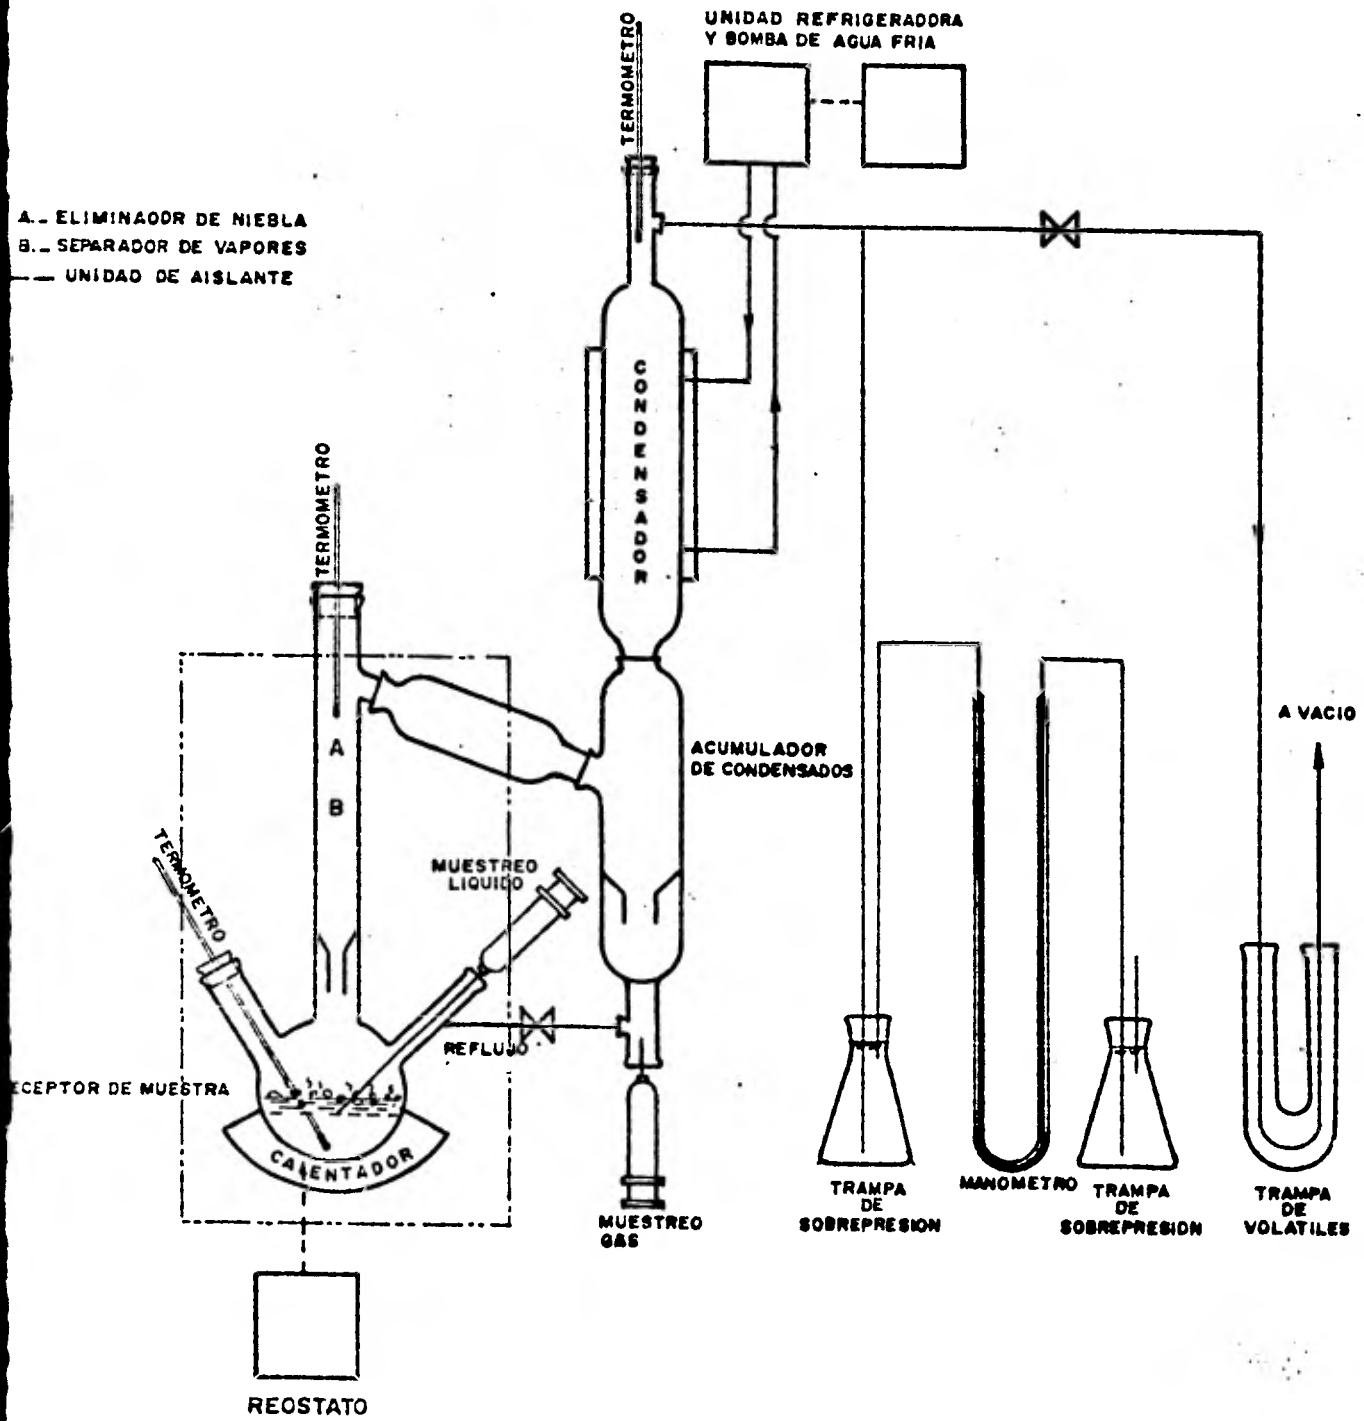 TERMOMETRO
UNIDAD REFRIGERADORA
Y BOMBA DE AGUA FRIA
A.- ELIMINADOR DE NIEBLA
B.- SEPARADOR DE VAPORES
UNIDAD DE AISLANTE
CONDENSADOR
TERMOMETRO
A VACIO
A
B
ACUMULADOR
DE CONDENSADOS
TERMOMETRO
MUESTREO
LIQUIDO
REFLUJO
ECEPTOR DE MUESTRA
CALENTADOR
MUESTREO
GAS
TRAMPA
DE
SOBREPRESION
MANOMETRO
TRAMPA
DE
SOBREPRESION
TRAMPA
DE
VOLATILES
REOSTATO